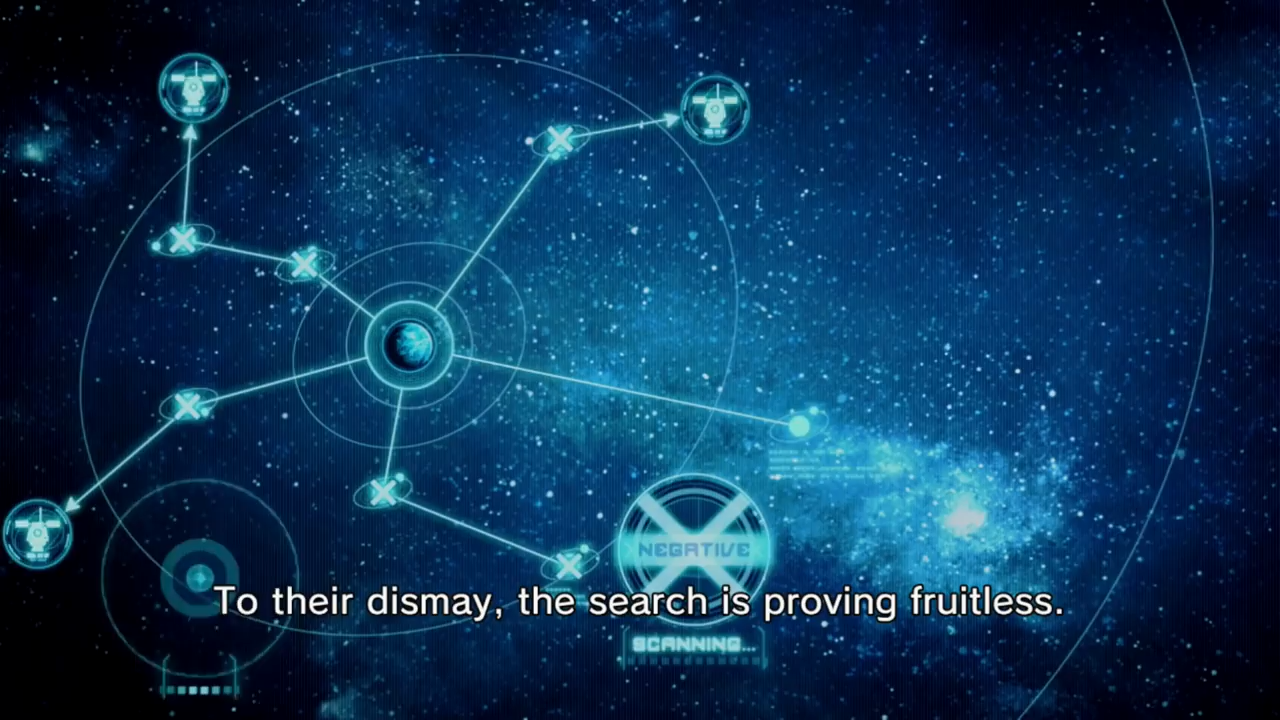 NEGATIVE
To their dismay, the search is proving fruitless.
SCANNING...